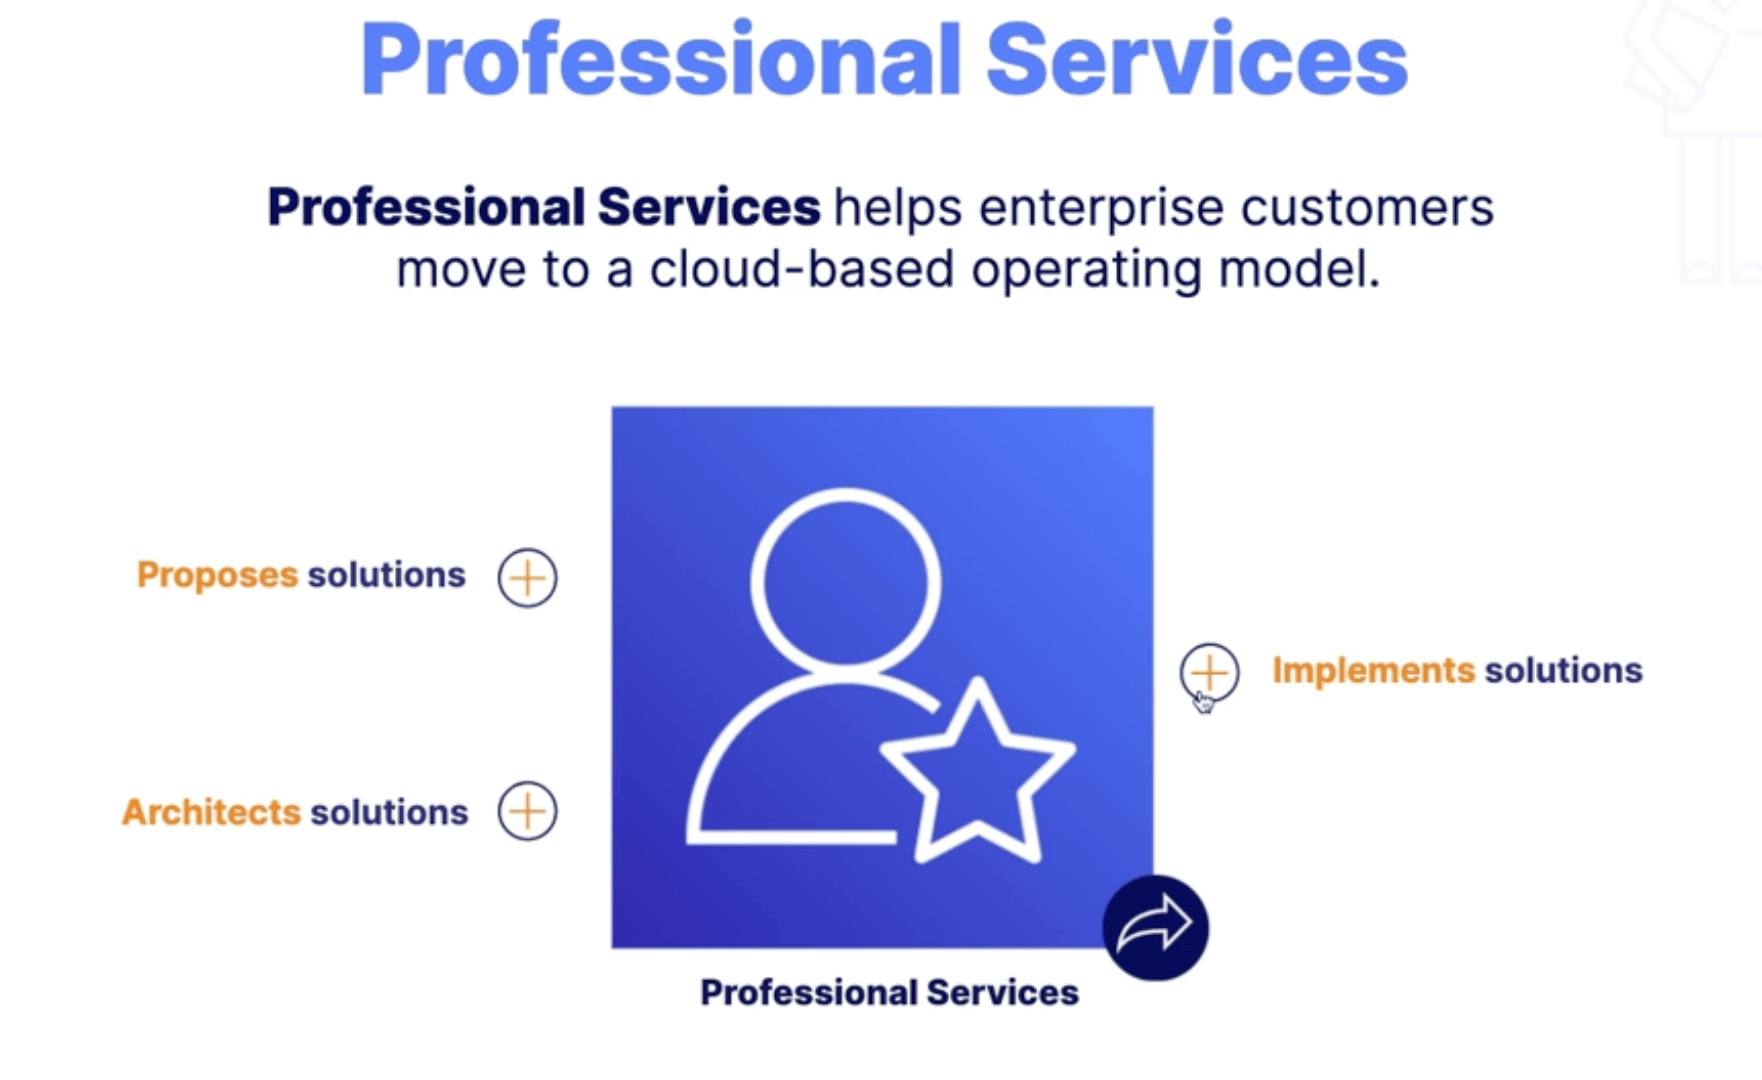 Professional Services
Professional Services helps enterprise customers
move to a cloud-based operating model.
Proposes solutions
Implements solutions
Architects solutions
Professional Services